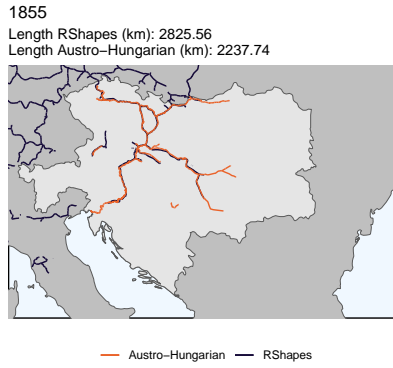 1855
Length RShapes (km): 2825.56
Length Austro−Hungarian (km): 2237.74
Austro−Hungarian
RShapes